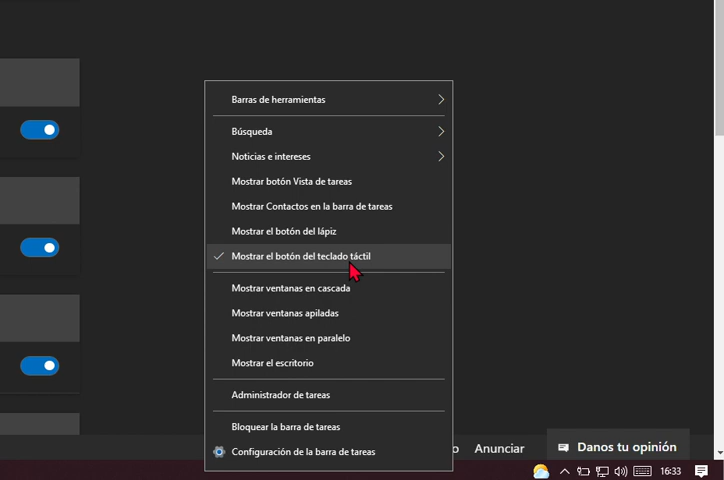 Barras de herramientas
Búsqueda
Noticias e intereses
Mostrar botón Vista de tareas
Mostrar Contactos en la barra de tareas
Mostrar el botón del lápiz
Mostrar el botón del teclado táctil
Mostrar ventanas en cascada
Mostrar ventanas apiladas
Mostrar ventanas en paralelo
Mostrar el escritorio
Administrador de tareas
Bloquear la barra de tareas
o Anunciar Danos tu opinión
Configuración de la barra de tareas
16:33